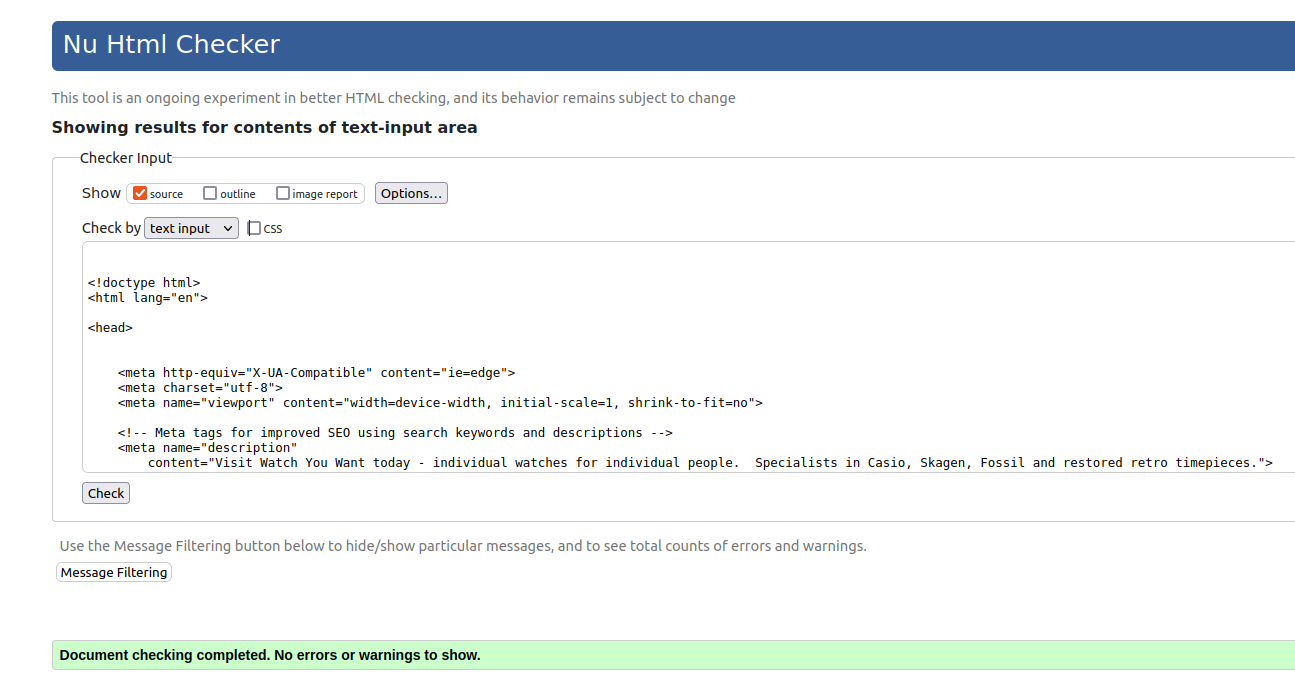 Nu Html Checker
This tool is an ongoing experiment in better HTML checking, and its behavior remains subject to change
Showing results for contents of text-input area
Checker Input
Show source outline image report Options...
Check by text input CSS
<!doctype html>
<html lang="en">
<head>
<meta http-equiv="X-UA-Compatible" content="ie=edge">
<meta charset="utf-8">
<meta name="viewport" content="width=device-width, initial-scale=1, shrink-to-fit=no">
<!-- Meta tags for improved SEO using search keywords and descriptions -->
<meta name="description"
content="Visit Watch You Want today - individual watches for individual people.  Specialists in Casio, Skagen, Fossil and restored retro timepieces.">
Check
Use the Message Filtering button below to hide/show particular messages, and to see total counts of errors and warnings.
Message Filtering
Document checking completed. No errors or warnings to show.